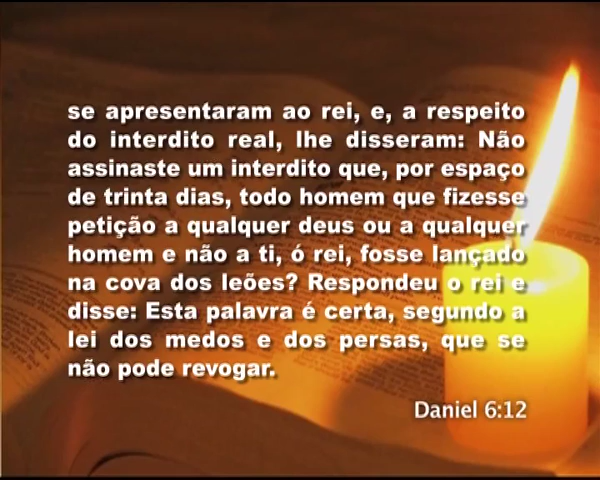 se apresentaram ao rei, e, a respeito
do interdito real, lhe disseram: Não
assinaste um interdito que, por espaço
de trinta dias, todo homem que fizesse
petição a qualquer deus ou a qualquer
homem e não a ti, ó rei, fosse lançado
na cova dos leões? Respondeu o rei e
disse: Esta palavra é certa, segundo a
lei dos medos e dos persas, que se
não pode revogar.
Daniel 6:12